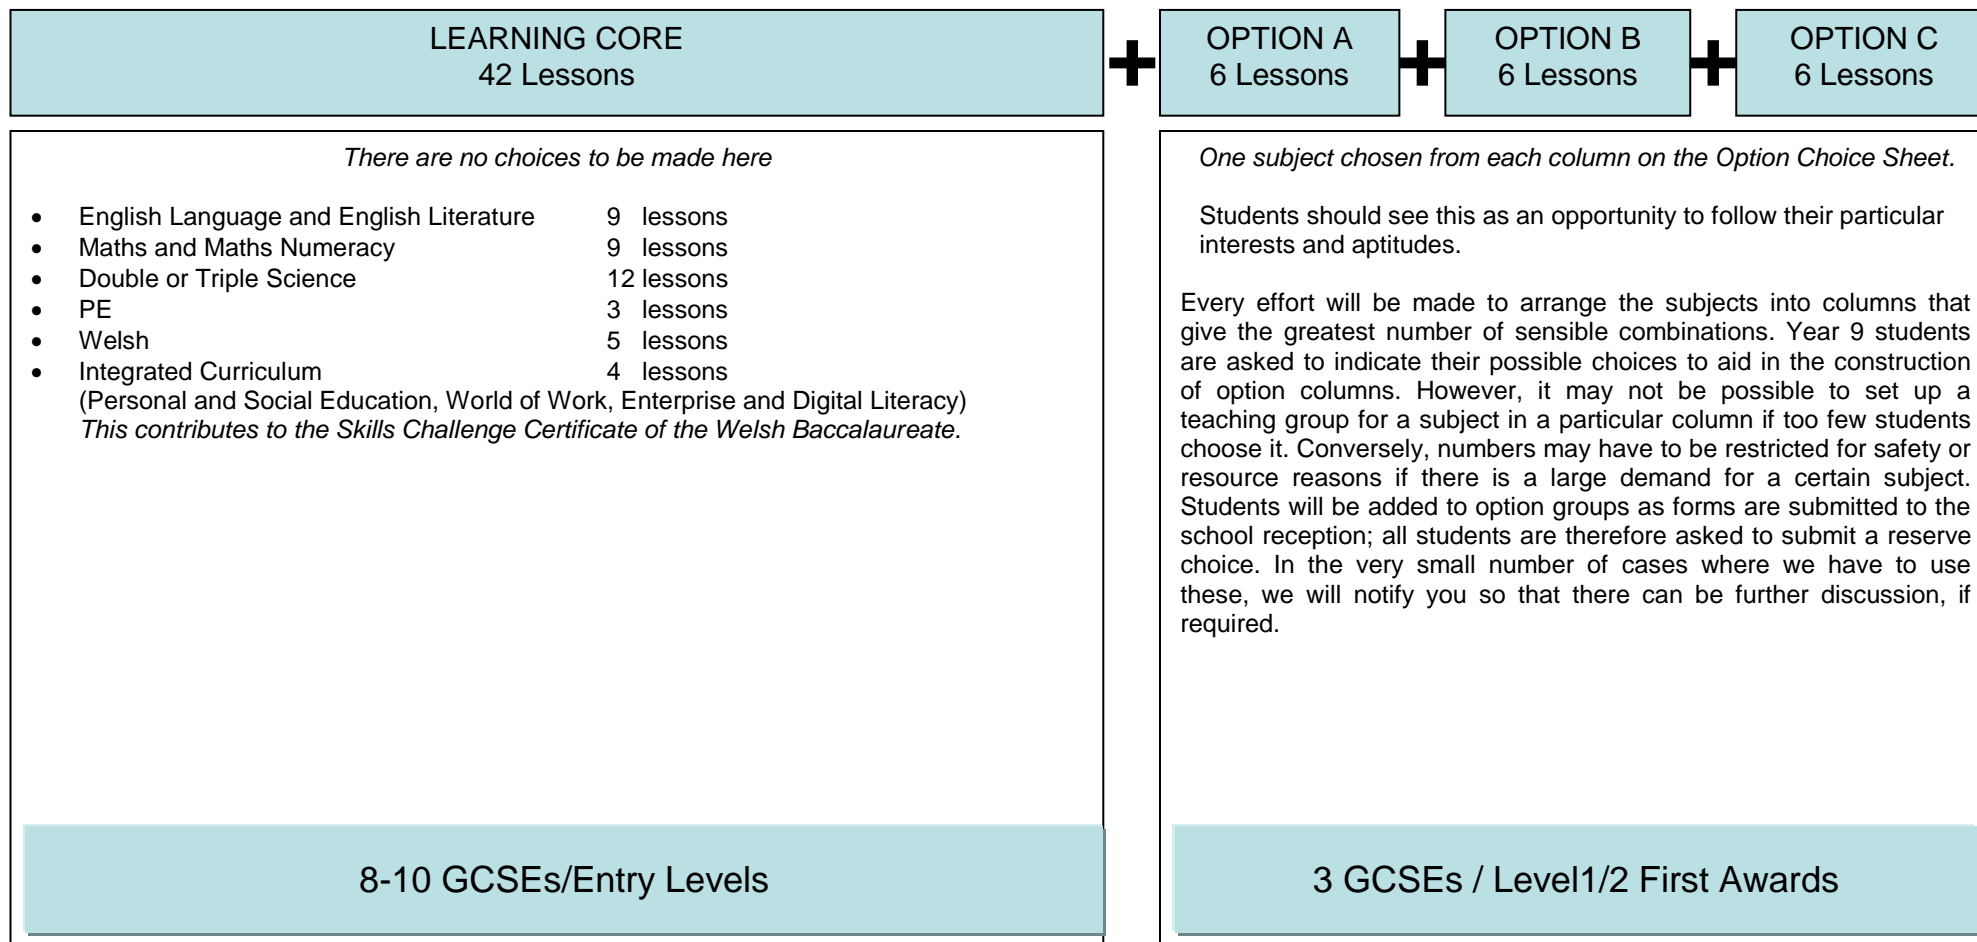 LEARNING CORE
42 Lessons
+
OPTION A
6 Lessons
+
OPTION B
6 Lessons
+
OPTION C
6 Lessons
There are no choices to be made here
• English Language and English Literature 9 lessons
• Maths and Maths Numeracy 9 lessons
• Double or Triple Science 12 lessons
• PE 3 lessons
• Welsh 5 lessons
• Integrated Curriculum 4 lessons
(Personal and Social Education, World of Work, Enterprise and Digital Literacy)
This contributes to the Skills Challenge Certificate of the Welsh Baccalaureate.
8-10 GCSEs/Entry Levels
One subject chosen from each column on the Option Choice Sheet.
Students should see this as an opportunity to follow their particular
interests and aptitudes.
Every effort will be made to arrange the subjects into columns that
give the greatest number of sensible combinations. Year 9 students
are asked to indicate their possible choices to aid in the construction
of option columns. However, it may not be possible to set up a
teaching group for a subject in a particular column if too few students
choose it. Conversely, numbers may have to be restricted for safety or
resource reasons if there is a large demand for a certain subject.
Students will be added to option groups as forms are submitted to the
school reception; all students are therefore asked to submit a reserve
choice. In the very small number of cases where we have to use
these, we will notify you so that there can be further discussion, if
required.
3 GCSEs / Level1/2 First Awards